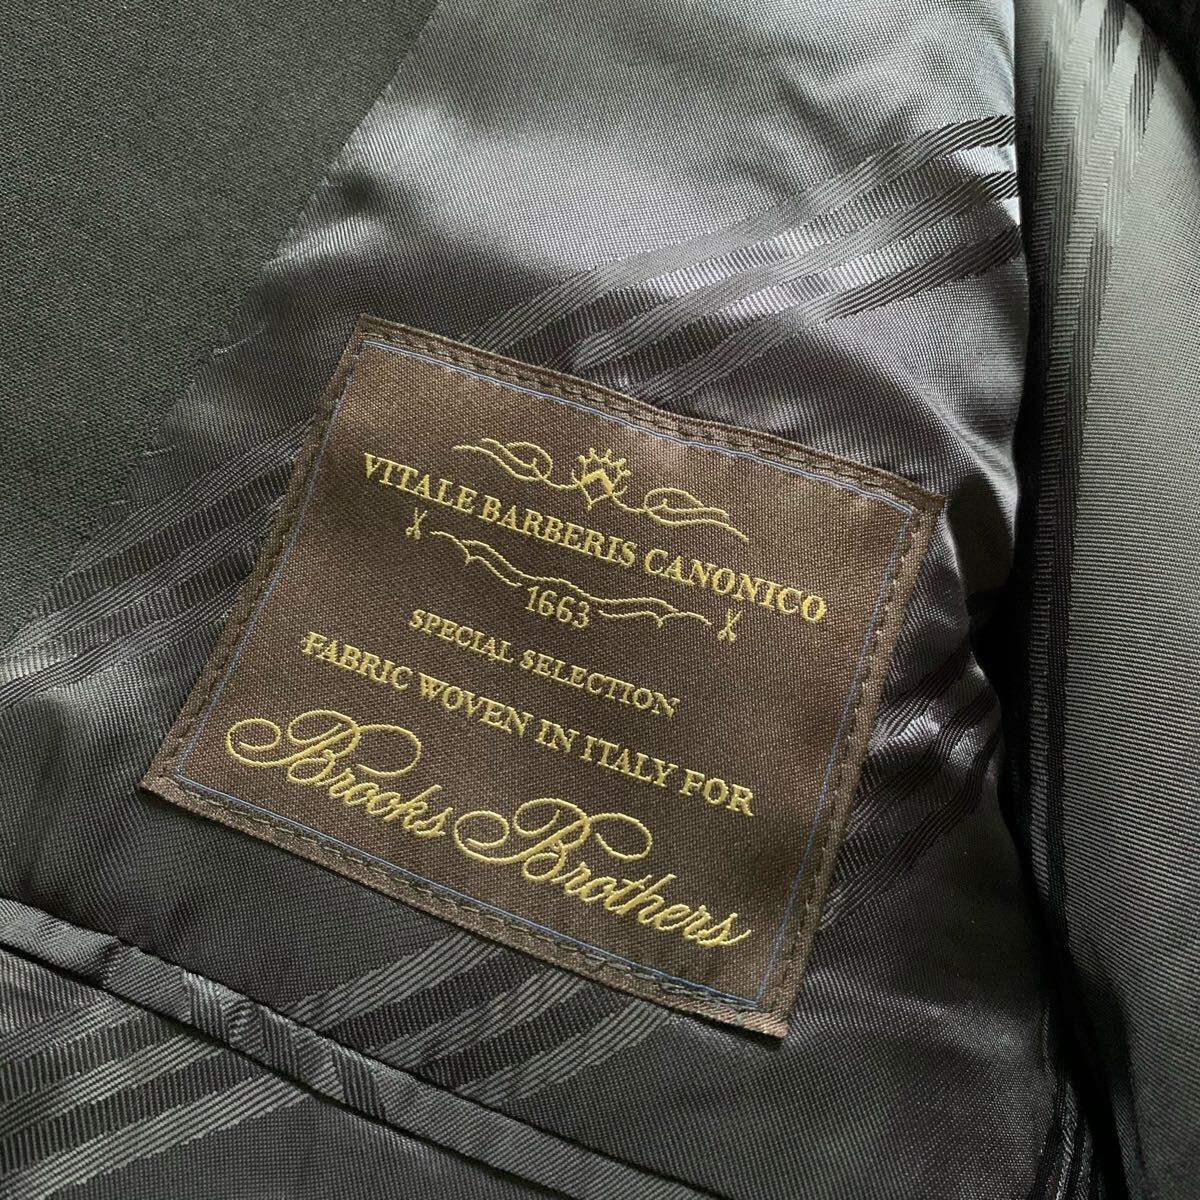 VITALE BARBERIS CANONICO
1663
SPECIAL SELECTION
FABRIC WOVEN IN ITALY FOR
Brooks Brothers